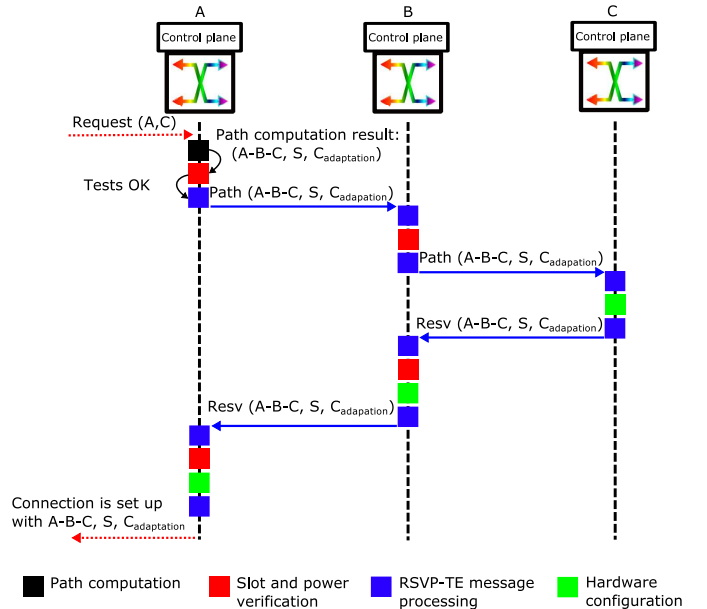 A
B
C
Control plane
Control plane
Control plane
Request (A,C)
Path computation result:
(A-B-C, S, Cadaptation)
Tests OK
Path (A-B-C, S, Cadapation)
Path (A-B-C, S, Cadapation)
Resv (A-B-C, S, Cadapation)
Resv (A-B-C, S, Cadapation)
Connection is set up
with A-B-C, S, Cadaptation
Path computation
Slot and power
verification
RSVP-TE message
processing
Hardware
configuration